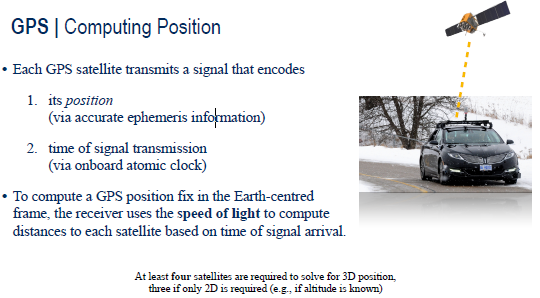 GPS | Computing Position
• Each GPS satellite transmits a signal that encodes
1. its position
(via accurate ephemeris information)
2. time of signal transmission
(via onboard atomic clock)
• To compute a GPS position fix in the Earth-centred
frame, the receiver uses the speed of light to compute
distances to each satellite based on time of signal arrival.
At least four satellites are required to solve for 3D position,
three if only 2D is required (e.g., if altitude is known)